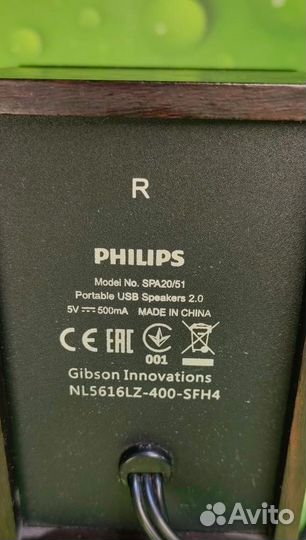 R
PHILIPS
Model No. SPA20/51
Portable USB Speakers 2.0
5V ⎓ 500mA MADE IN CHINA
CE EAC
001
Gibson Innovations
NL5616LZ-400-SFH4
Avito